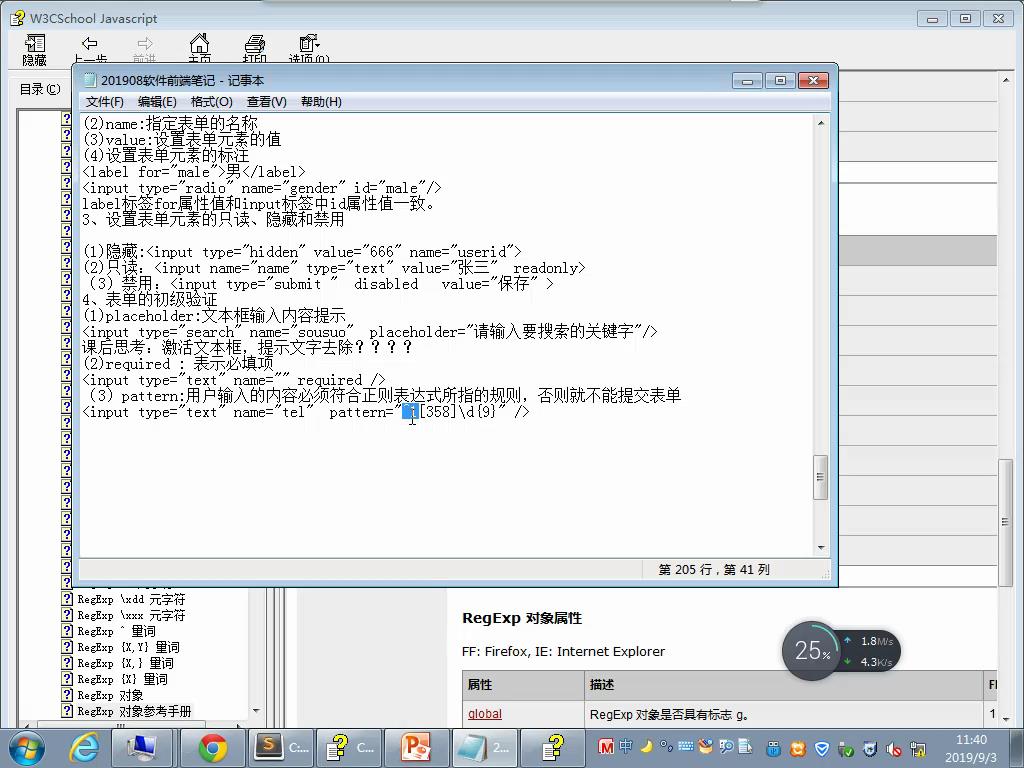 W3CSchool Javascript
隐藏 上一步 前进 主页 打印 选项(O)
目录(C)
201908软件前端笔记 - 记事本
文件(F) 编辑(E) 格式(O) 查看(V) 帮助(H)
(2)name:指定表单的名称
(3)value:设置表单元素的值
(4)设置表单元素的标注
<label for="male">男</label>
<input type="radio" name="gender" id="male"/>
label标签for属性值和input标签中id属性值一致。
3、设置表单元素的只读、隐藏和禁用
(1)隐藏:<input type="hidden" value="666" name="userid">
(2)只读：<input name="name" type="text" value="张三" readonly>
（3）禁用：<input type="submit " disabled value="保存" >
4、表单的初级验证
(1)placeholder:文本框输入内容提示
<input type="search" name="sousuo" placeholder="请输入要搜索的关键字"/>
课后思考：激活文本框，提示文字去除？？？？
(2)required : 表示必填项
<input type="text" name="" required />
（3）pattern:用户输入的内容必须符合正则表达式所指的规则，否则就不能提交表单
<input type="text" name="tel" pattern="^1[358]\d{9}" />
第 205 行，第 41 列
RegExp \xdd 元字符
RegExp \xxx 元字符
RegExp ^ 量词
RegExp {X,Y} 量词
RegExp {X,} 量词
RegExp {X} 量词
RegExp 对象
RegExp 对象参考手册
RegExp 对象属性
FF: Firefox, IE: Internet Explorer
属性 描述
global RegExp 对象是否具有标志 g。 1
25%
1.8M/s
4.3K/s
C:... C... 2...
中
11:40
2019/9/3